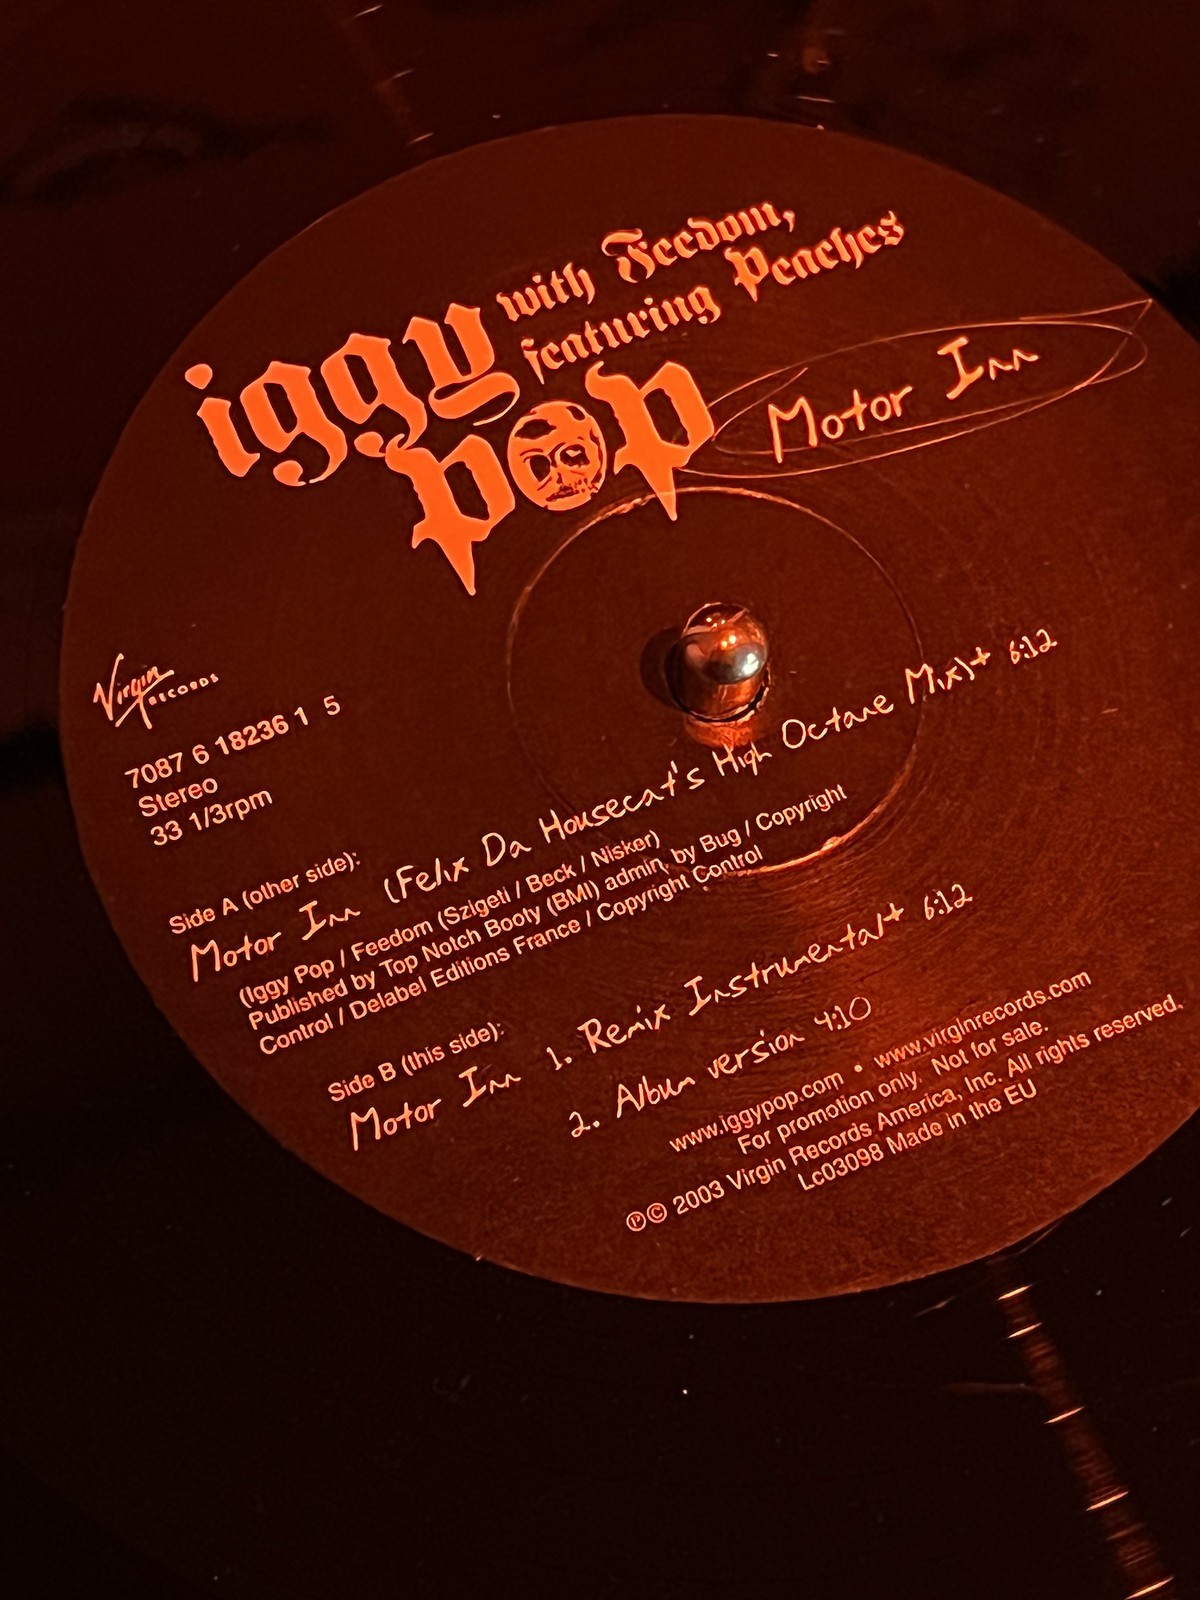 iggy with Feedom,
featuring Peaches
pop Motor Inn
Virgin RECORDS
7087 6 18236 1 5
Stereo
33 1/3rpm
Side A (other side):
Motor Inn (Felix Da Housecat's High Octane Mix)+ 6:12
(Iggy Pop / Feedom (Szigeti / Beck / Nisker)
Published by Top Notch Booty (BMI) admin. by Bug / Copyright
Control / Delabel Editions France / Copyright Control
Side B (this side):
Motor Inn 1. Remix Instrumental+ 6:12
2. Album version 4:10
www.iggypop.com • www.virginrecords.com
For promotion only. Not for sale.
℗© 2003 Virgin Records America, Inc. All rights reserved.
Lc03098 Made in the EU